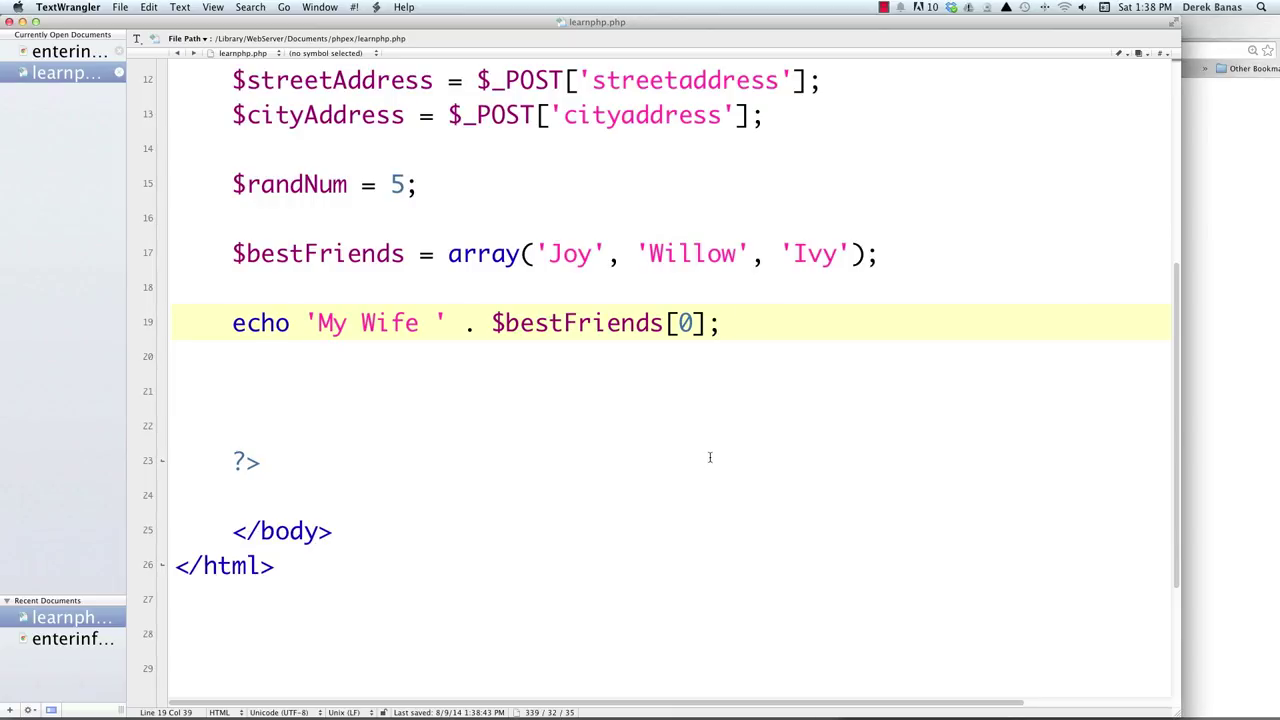 TextWrangler File Edit Text View Search Go Window #! Help 10 Sat 1:38 PM Derek Banas
learnphp.php
Currently Open Documents
enterin...
learnp...
File Path ▾ : /Library/WebServer/Documents/phpex/learnphp.php
learnphp.php (no symbol selected)
Other Bookma
12 $streetAddress = $_POST['streetaddress'];
13 $cityAddress = $_POST['cityaddress'];
14
15 $randNum = 5;
16
17 $bestFriends = array('Joy', 'Willow', 'Ivy');
18
19 echo 'My Wife ' . $bestFriends[0];
20
21
22
23 ?>
24
25 </body>
26 </html>
27
28
29
Recent Documents
learnph...
enterinf...
Line 19 Col 39 HTML Unicode (UTF-8) Unix (LF) Last saved: 8/9/14 1:38:43 PM 339 / 32 / 35